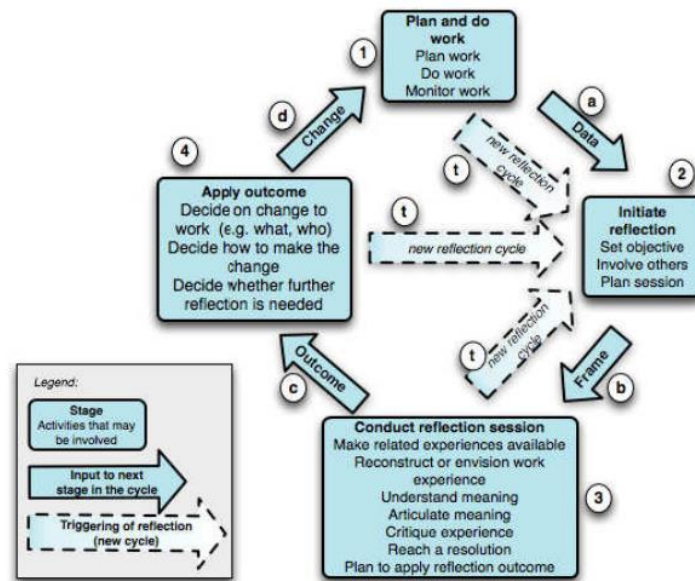 Plan and do
work
Plan work
Do work
Monitor work
1
a
Data
2
Initiate
reflection
Set objective
Involve others
Plan session
d
Change
4
Apply outcome
Decide on change to
work (e.g. what, who)
Decide how to make the
change
Decide whether further
reflection is needed
t
new reflection
cycle
t
new reflection cycle
t
new reflection
cycle
b
Frame
c
Outcome
Conduct reflection session
Make related experiences available
Reconstruct or envision work
experience
Understand meaning
Articulate meaning
Critique experience
Reach a resolution
Plan to apply reflection outcome
3
Legend:
Stage
Activities that may
be involved
Input to next
stage in the cycle
Triggering of reflection
(new cycle)